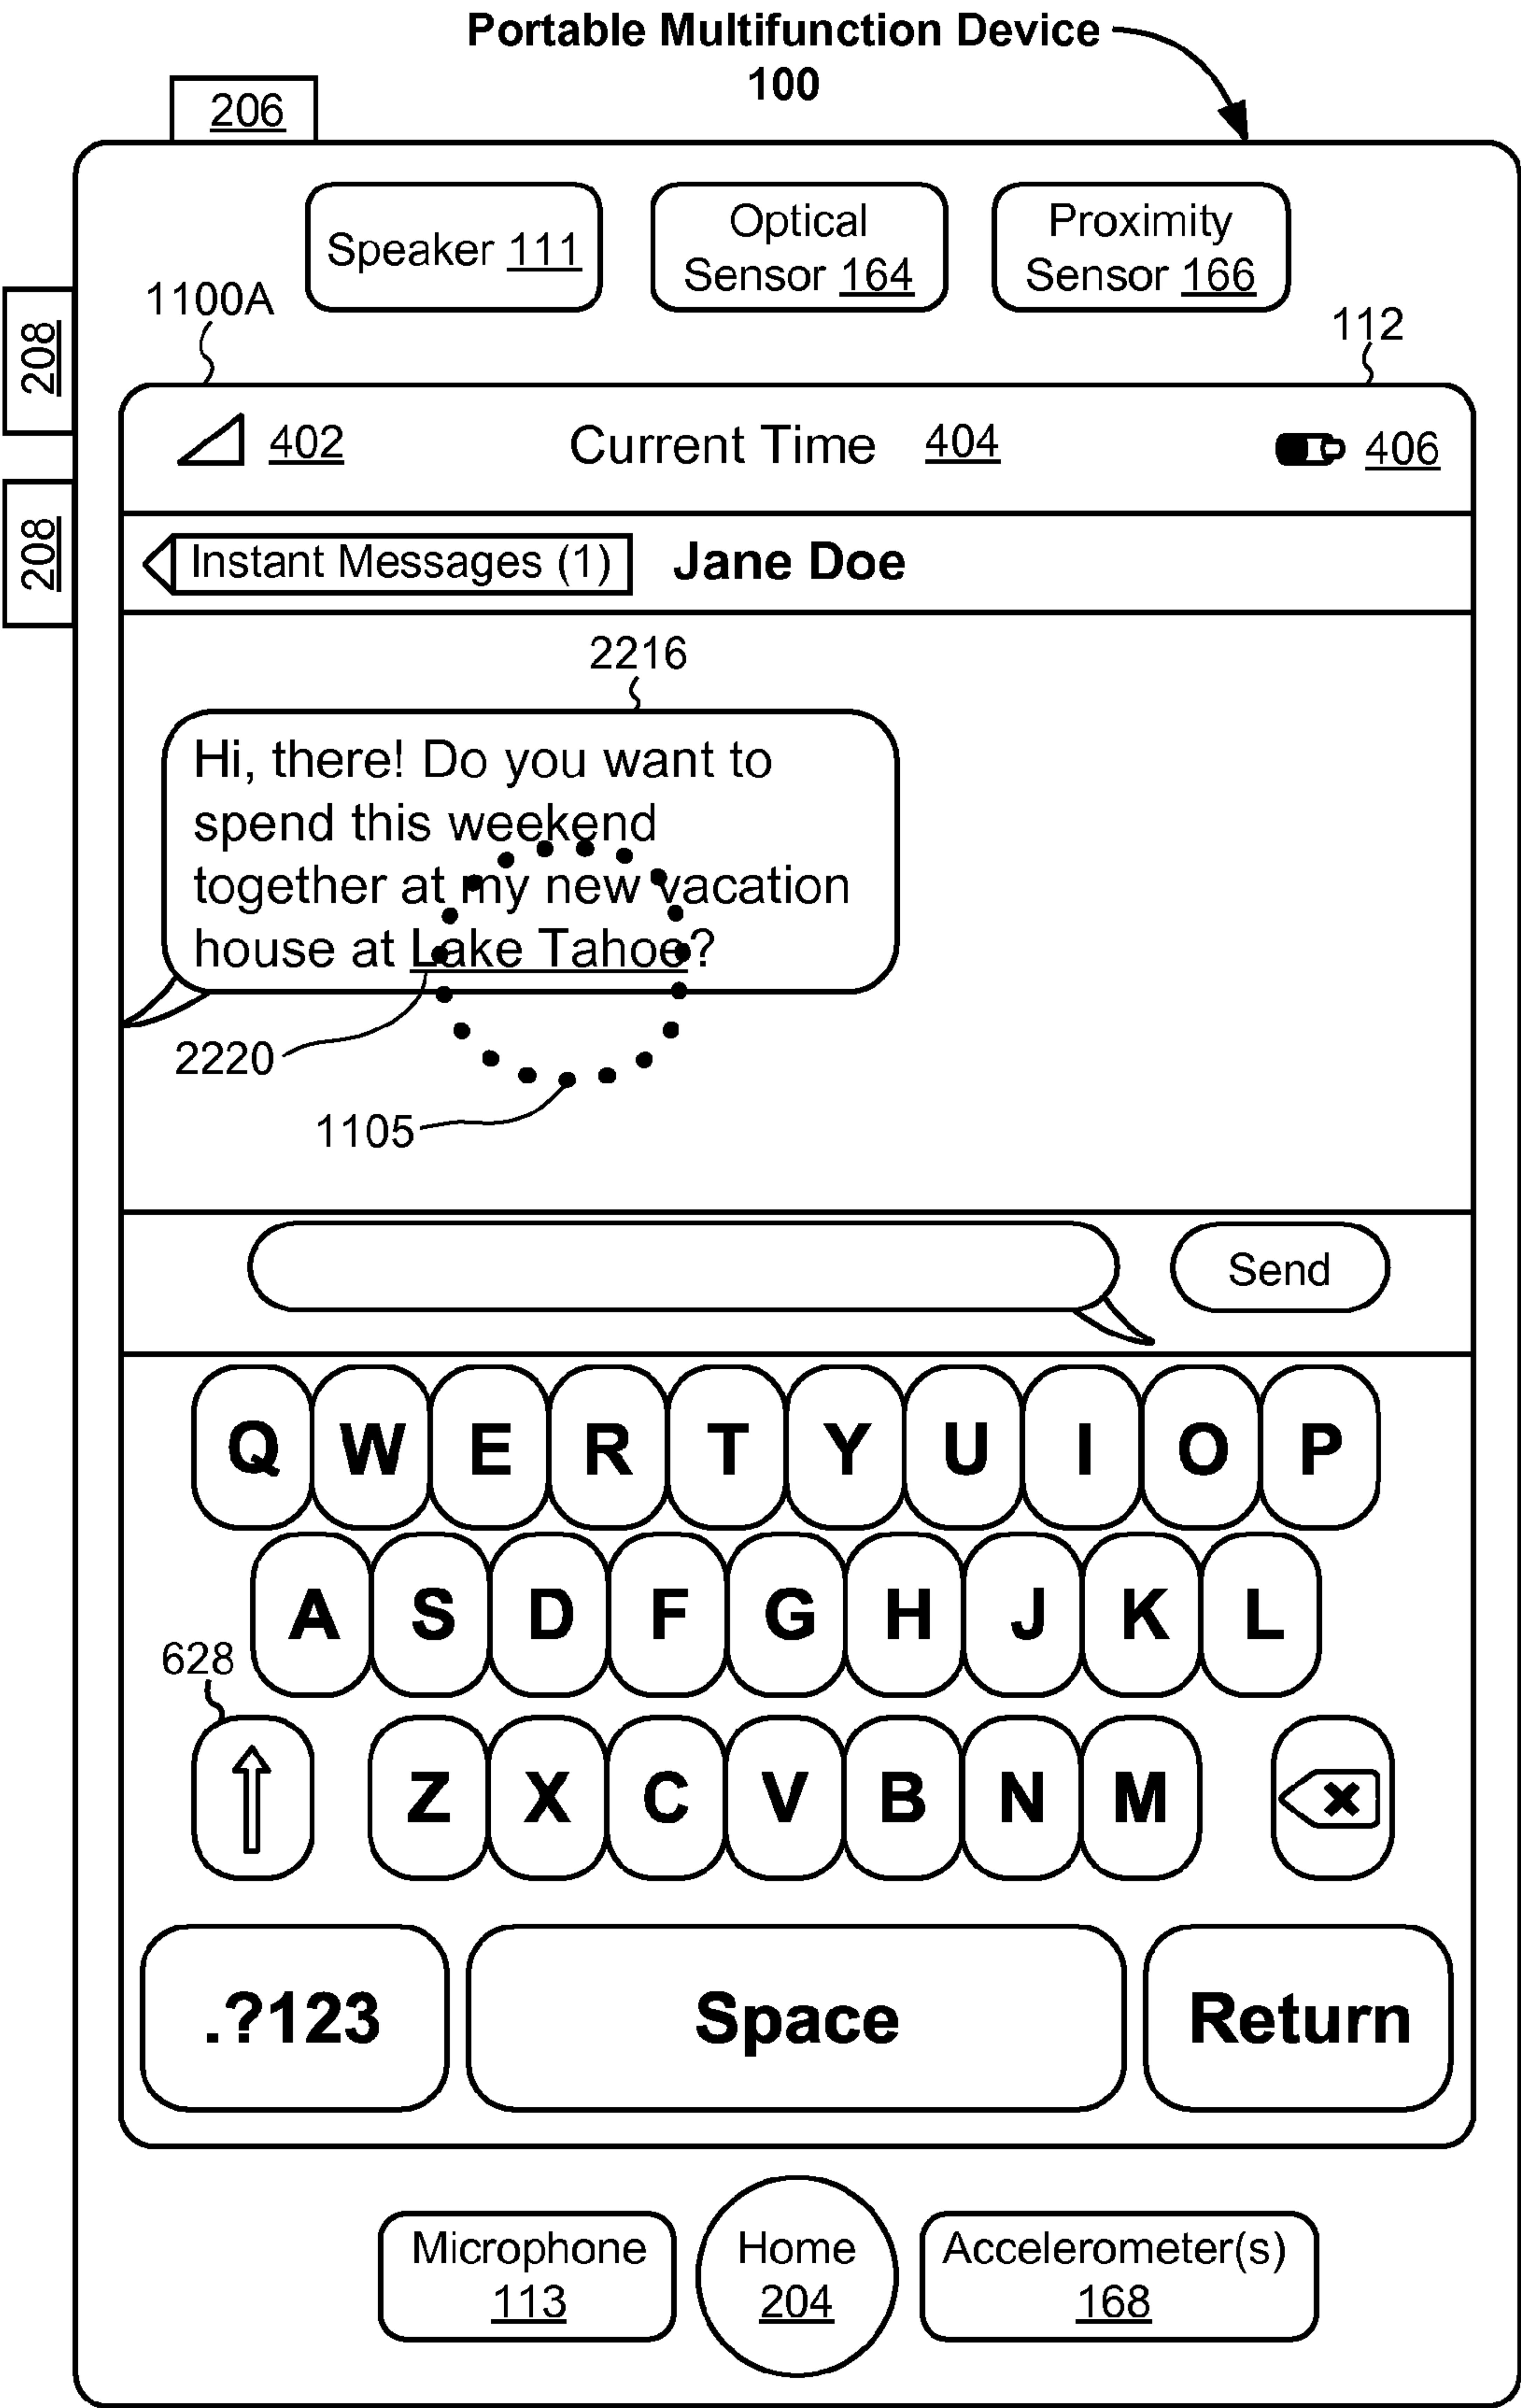 Portable Multifunction Device
100
206
Speaker 111
Optical
Sensor 164
Proximity
Sensor 166
1100A
112
208
402
Current Time 404
406
208
Instant Messages (1)
Jane Doe
2216
Hi, there! Do you want to
spend this weekend
together at my new vacation
house at Lake Tahoe?
2220
1105
Send
Q W E R T Y U I O P
A S D F G H J K L
628
Z X C V B N M
.?123
Space
Return
Microphone
113
Home
204
Accelerometer(s)
168